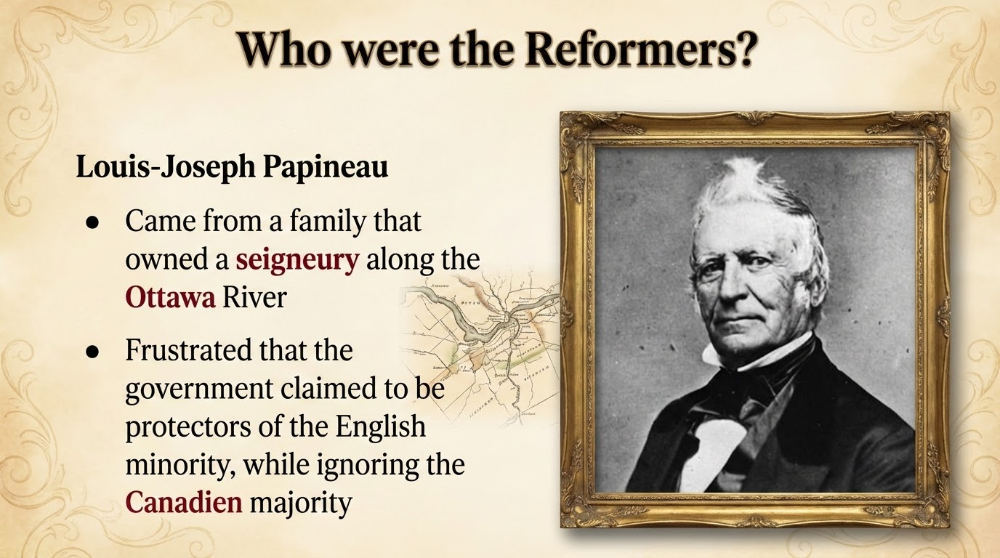 Who were the Reformers?
Louis-Joseph Papineau
● Came from a family that
owned a seigneury along the
Ottawa River
● Frustrated that the
government claimed to be
protectors of the English
minority, while ignoring the
Canadien majority